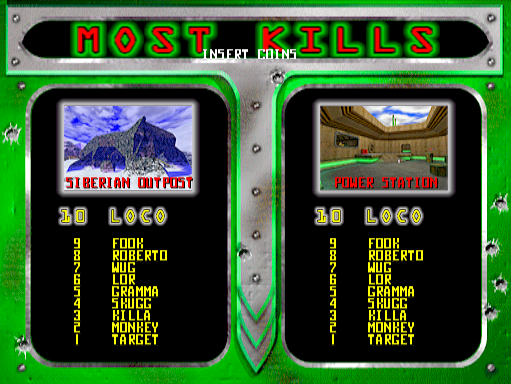 MOST KILLS
INSERT COINS
SIBERIAN OUTPOST
10 LOCO
9 FOOK
8 ROBERTO
7 WUG
6 LOR
5 GRAMMA
4 SKUGG
3 KILLA
2 MONKEY
1 TARGET
POWER STATION
10 LOCO
9 FOOK
8 ROBERTO
7 WUG
6 LOR
5 GRAMMA
4 SKUGG
3 KILLA
2 MONKEY
1 TARGET